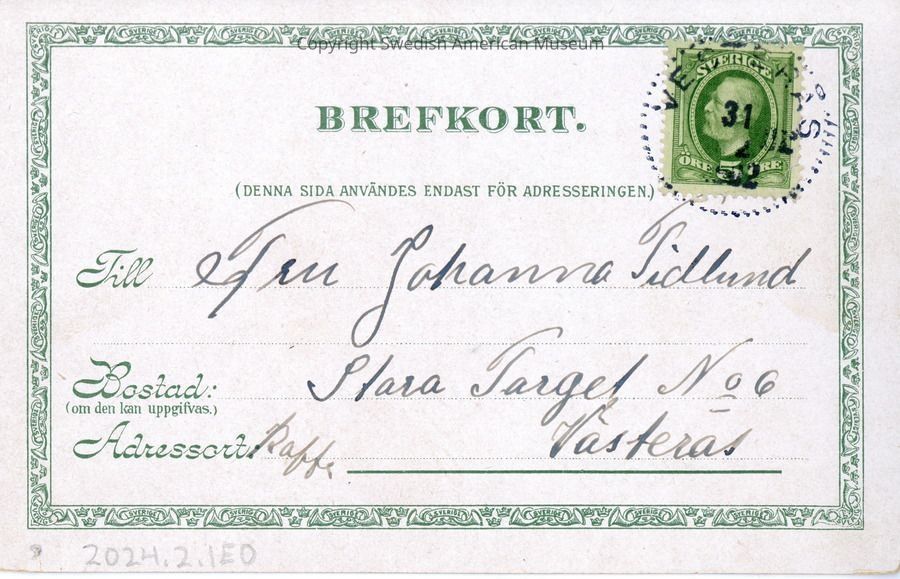 Copyright Swedish American Museum
BREFKORT.
SVERIGE
31
ÖRE 5 ÖRE
(DENNA SIDA ANVÄNDES ENDAST FÖR ADRESSERINGEN.)
Till Fru Johanna Tidlund
Bostad: Stora Torget No 6
(om den kan uppgifvas.)
Adressort: Västerås
2024.2.1EO